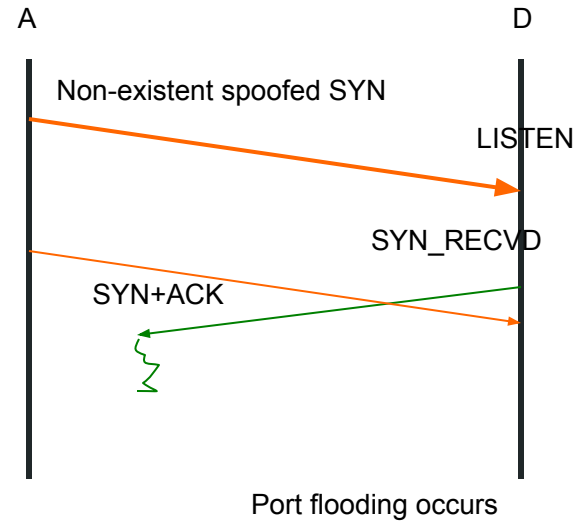 A
D
Non-existent spoofed SYN
LISTEN
SYN_RECVD
SYN+ACK
Port flooding occurs